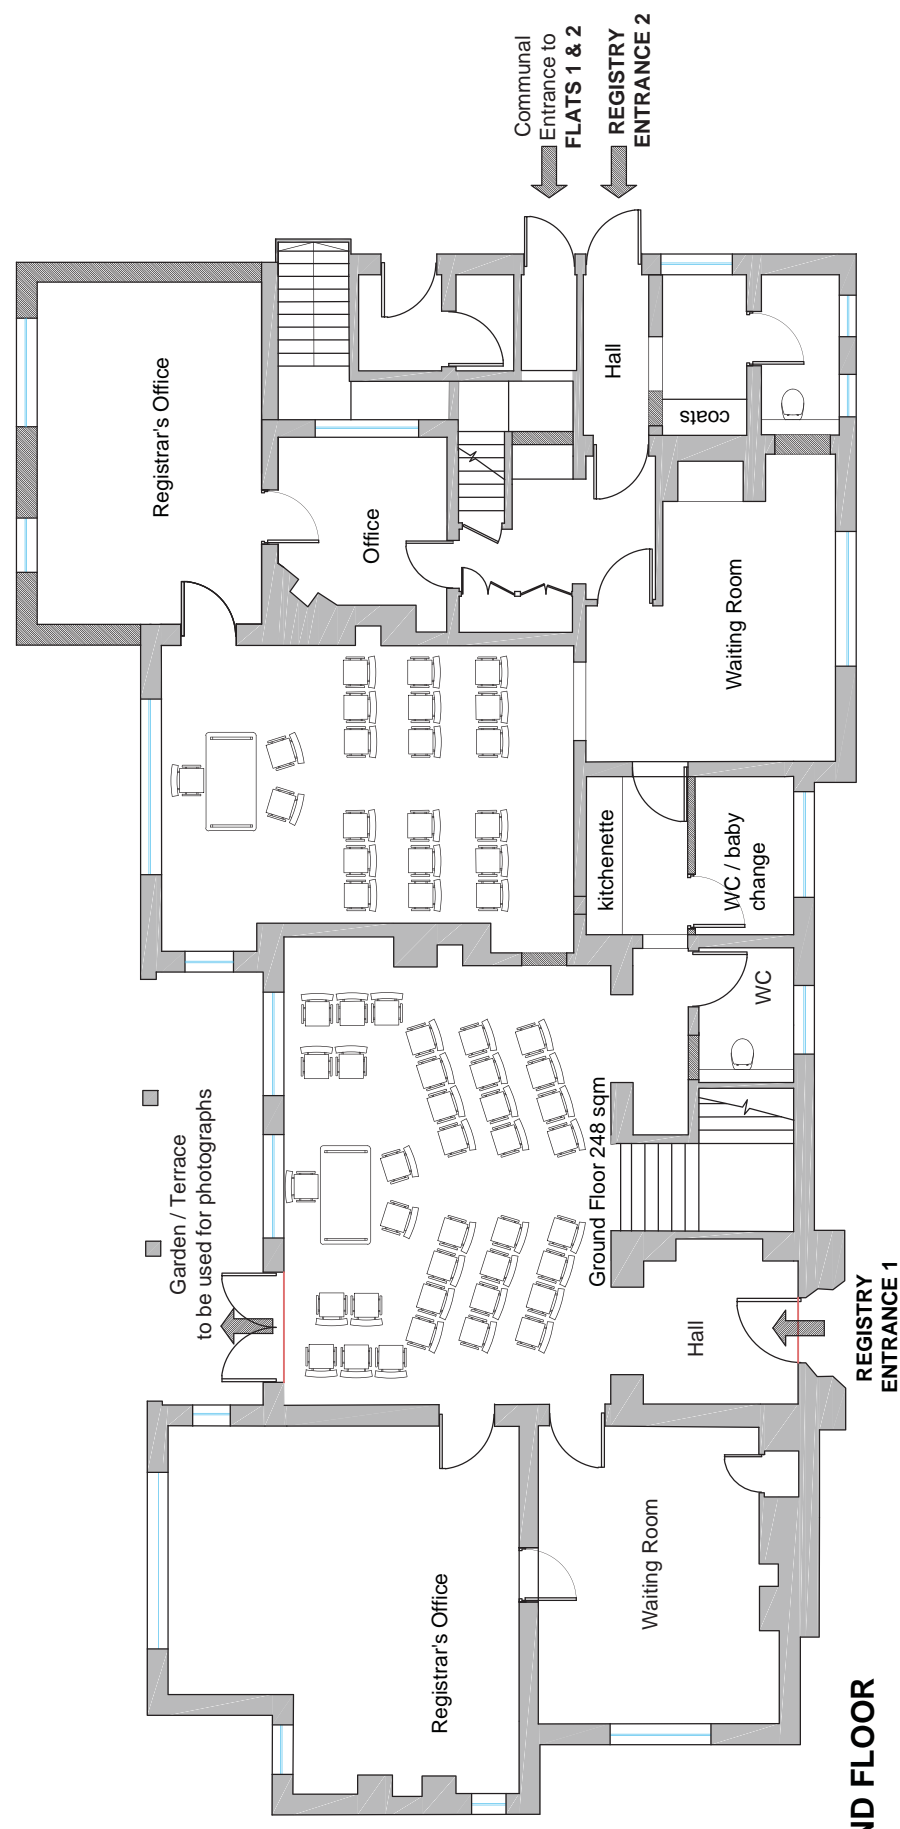 Communal
Entrance to
FLATS 1 & 2
REGISTRY
ENTRANCE 2
Registrar's Office
Hall
coats
Office
Waiting Room
kitchenette
WC / baby
change
WC
Garden / Terrace
to be used for photographs
Ground Floor 248 sqm
Hall
REGISTRY
ENTRANCE 1
Registrar's Office
Waiting Room
ND FLOOR